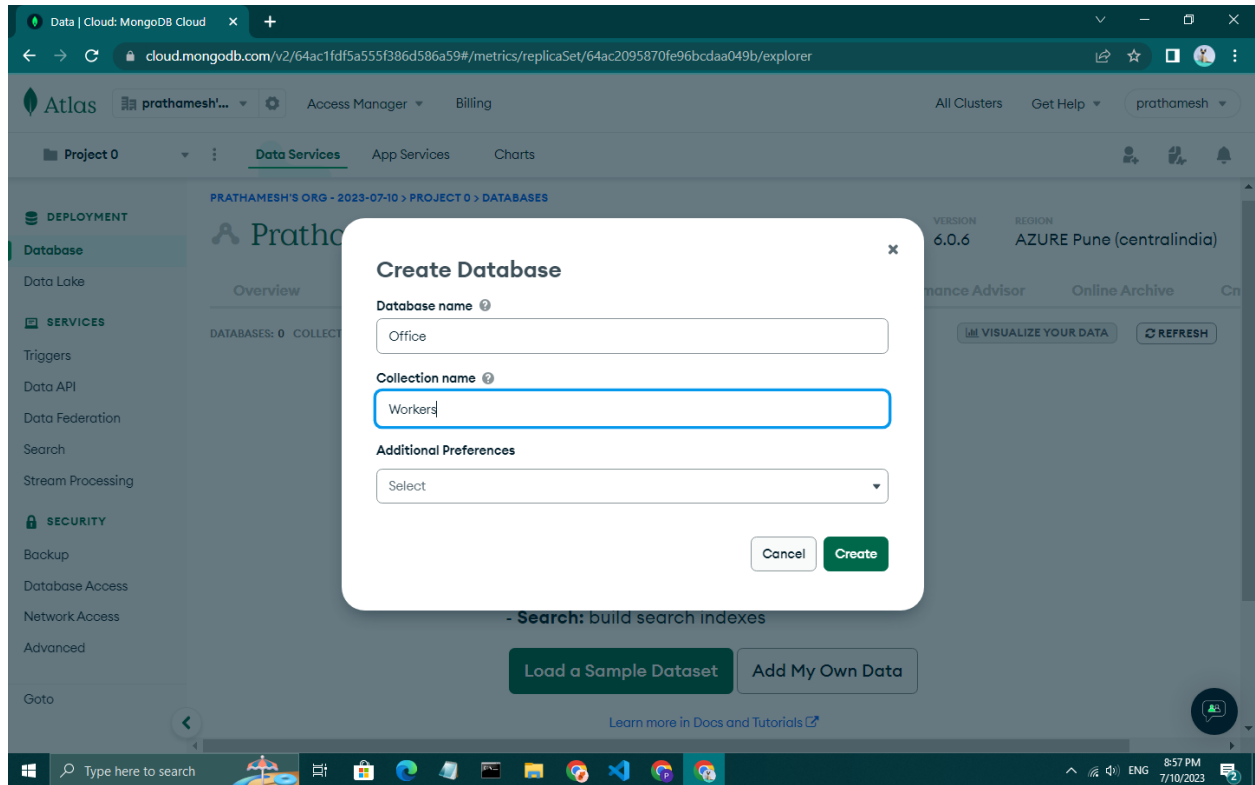 Data | Cloud: MongoDB Cloud
cloud.mongodb.com/v2/64ac1fdf5a555f386d586a59#/metrics/replicaSet/64ac2095870fe96bcdaa049b/explorer
Atlas prathamesh'... Access Manager Billing All Clusters Get Help prathamesh
Project 0 Data Services App Services Charts
PRATHAMESH'S ORG - 2023-07-10 > PROJECT 0 > DATABASES
DEPLOYMENT
Database
Data Lake
SERVICES
Triggers
Data API
Data Federation
Search
Stream Processing
SECURITY
Backup
Database Access
Network Access
Advanced
Goto
VERSION REGION
6.0.6 AZURE Pune (centralindia)
Overview Advisor Online Archive
DATABASES: 0
VISUALIZE YOUR DATA REFRESH
Create Database
Database name
Office
Collection name
Workers
Additional Preferences
Select
Cancel Create
- Search: build search indexes
Load a Sample Dataset Add My Own Data
Learn more in Docs and Tutorials
Type here to search
ENG 8:57 PM
7/10/2023
2